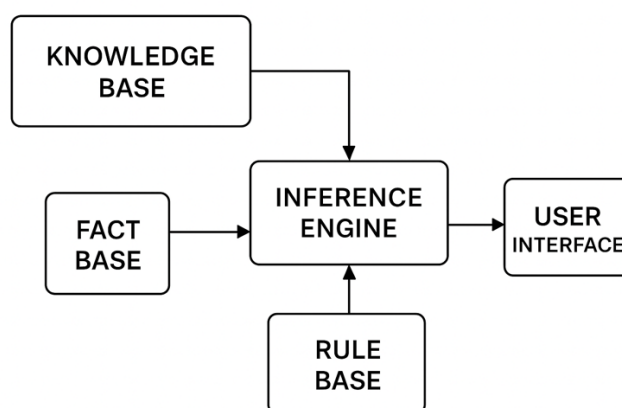 KNOWLEDGE
BASE
INFERENCE
ENGINE
FACT
BASE
USER
INTERFACE
RULE
BASE